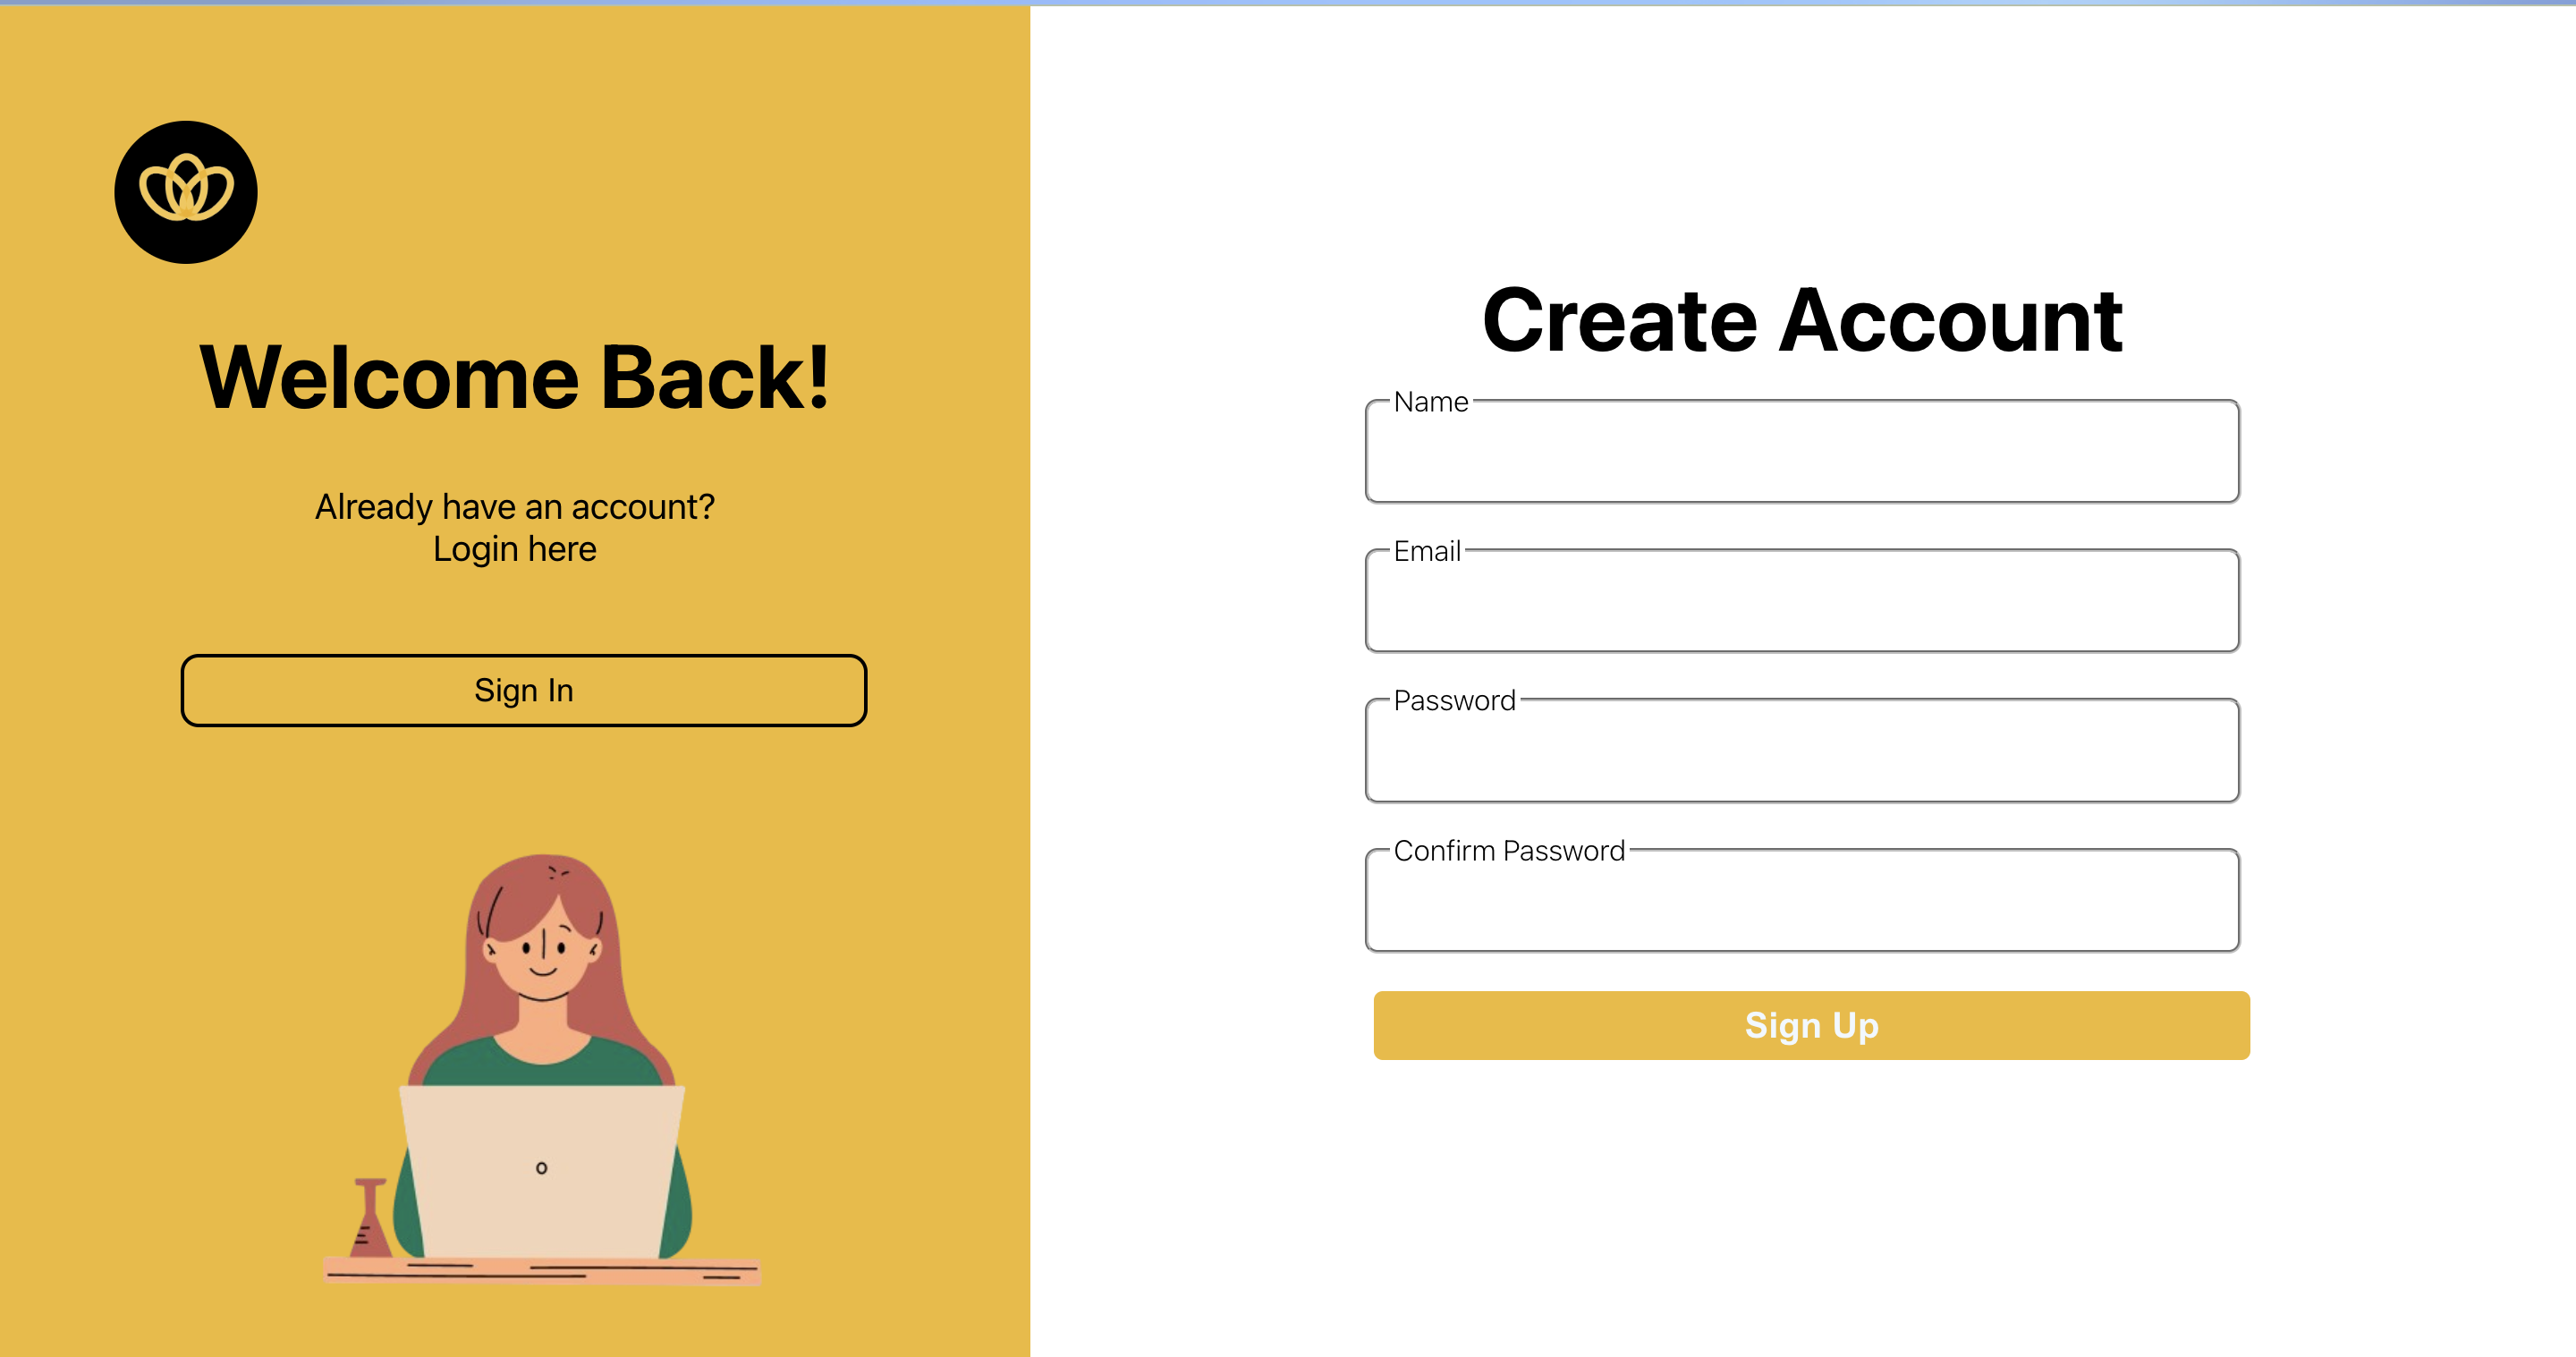 Welcome Back!
Already have an account?
Login here
Sign In
Create Account
Name
Email
Password
Confirm Password
Sign Up